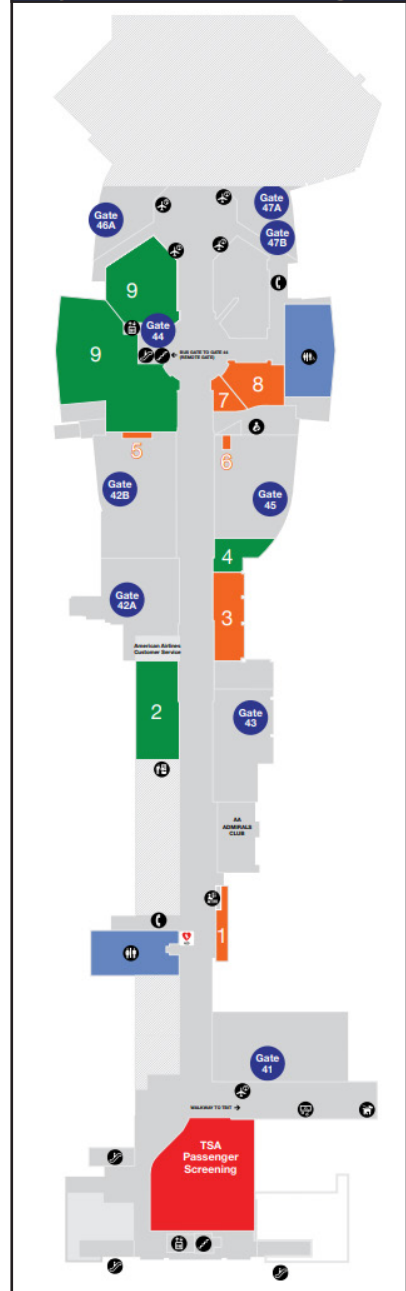 Gate
46A
Gate
47A
Gate
47B
9
Gate
44
9
BUS GATE TO GATE 44
(REMOTE GATE)
8
7
5
6
Gate
42B
Gate
45
4
Gate
42A
3
American Airlines
Customer Service
2
Gate
43
AA
ADMIRALS
CLUB
1
Gate
41
WALKWAY TO TBIT
TSA
Passenger
Screening